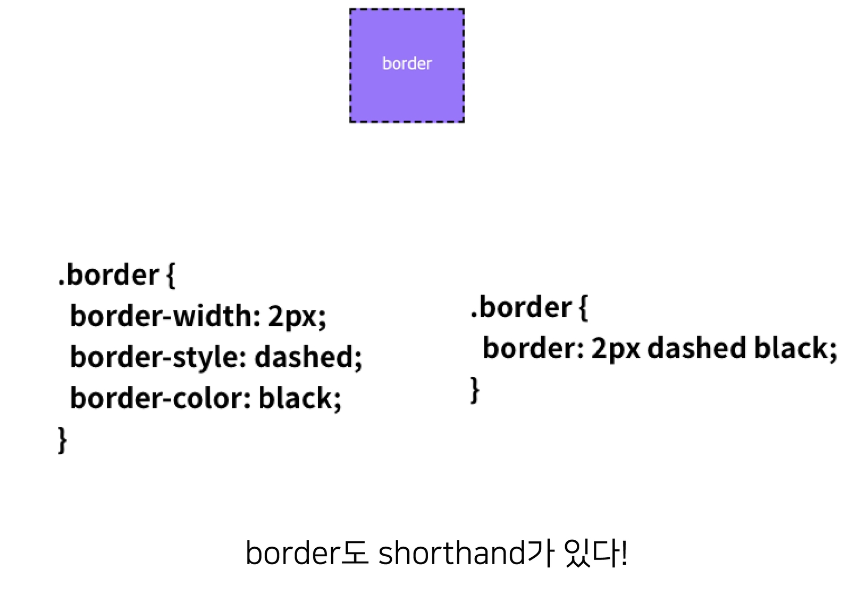 border
.border {
border-width: 2px;
border-style: dashed;
border-color: black;
}
.border {
border: 2px dashed black;
}
border도 shorthand가 있다!